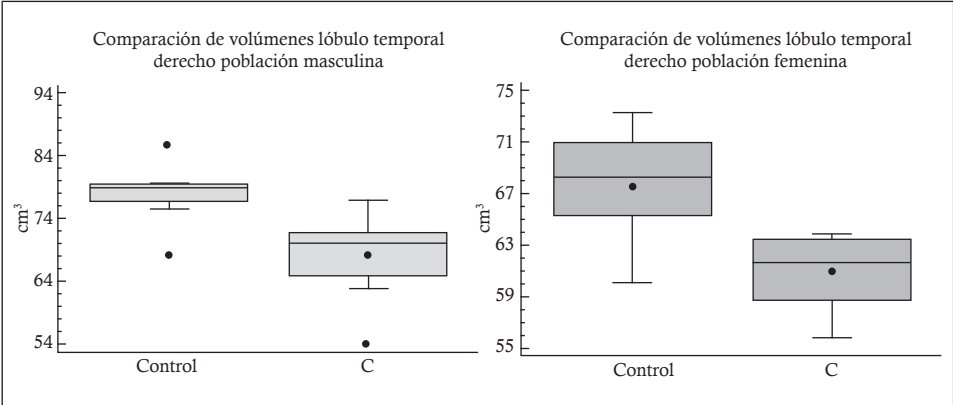 Comparación de volúmenes lóbulo temporal
derecho población masculina
94
84
74
64
54
cm³
Control
C
Comparación de volúmenes lóbulo temporal
derecho población femenina
75
71
67
63
59
55
cm³
Control
C